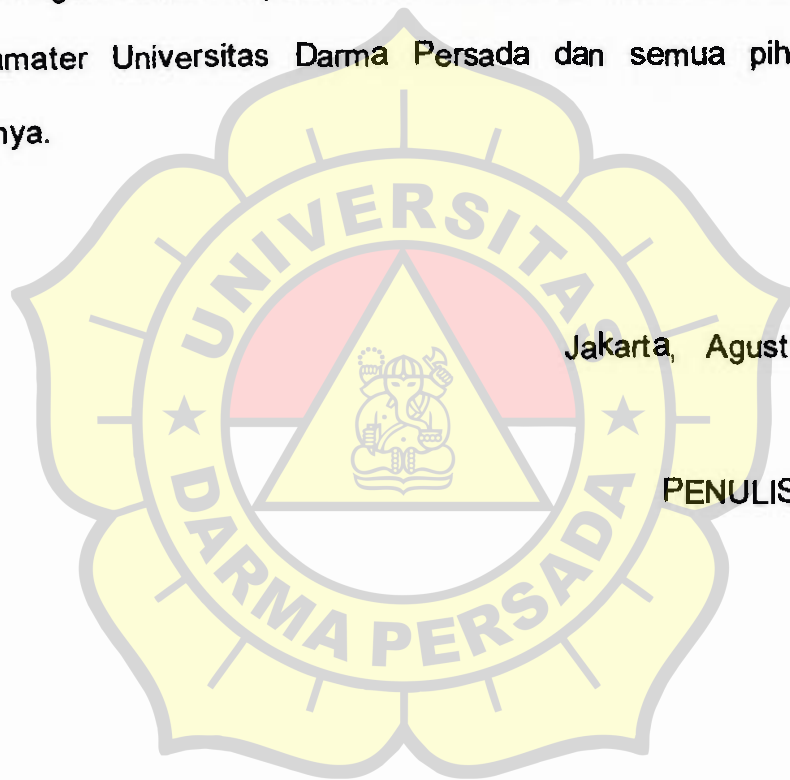 amater Universitas Darma Persada dan semua pih
nya.
UNIVERSITAS
Jakarta, Agust
PENULIS
DARMA PERSADA